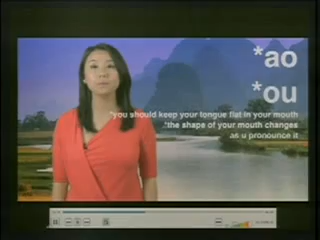 *ao
*ou
*you should keep your tongue flat in your mouth
*the shape of your mouth changes
as u pronounce it